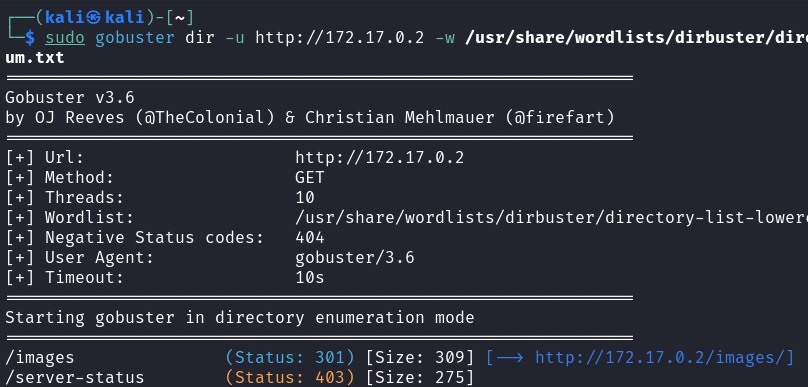 ┌──(kali㉿kali)-[~]
└─$ sudo gobuster dir -u http://172.17.0.2 -w /usr/share/wordlists/dirbuster/dire
um.txt
===============================================================
Gobuster v3.6
by OJ Reeves (@TheColonial) & Christian Mehlmauer (@firefart)
===============================================================
[+] Url:                     http://172.17.0.2
[+] Method:                  GET
[+] Threads:                 10
[+] Wordlist:                /usr/share/wordlists/dirbuster/directory-list-lowerc
[+] Negative Status codes:   404
[+] User Agent:              gobuster/3.6
[+] Timeout:                 10s
===============================================================
Starting gobuster in directory enumeration mode
===============================================================
/images               (Status: 301) [Size: 309] [--> http://172.17.0.2/images/]
/server-status        (Status: 403) [Size: 275]